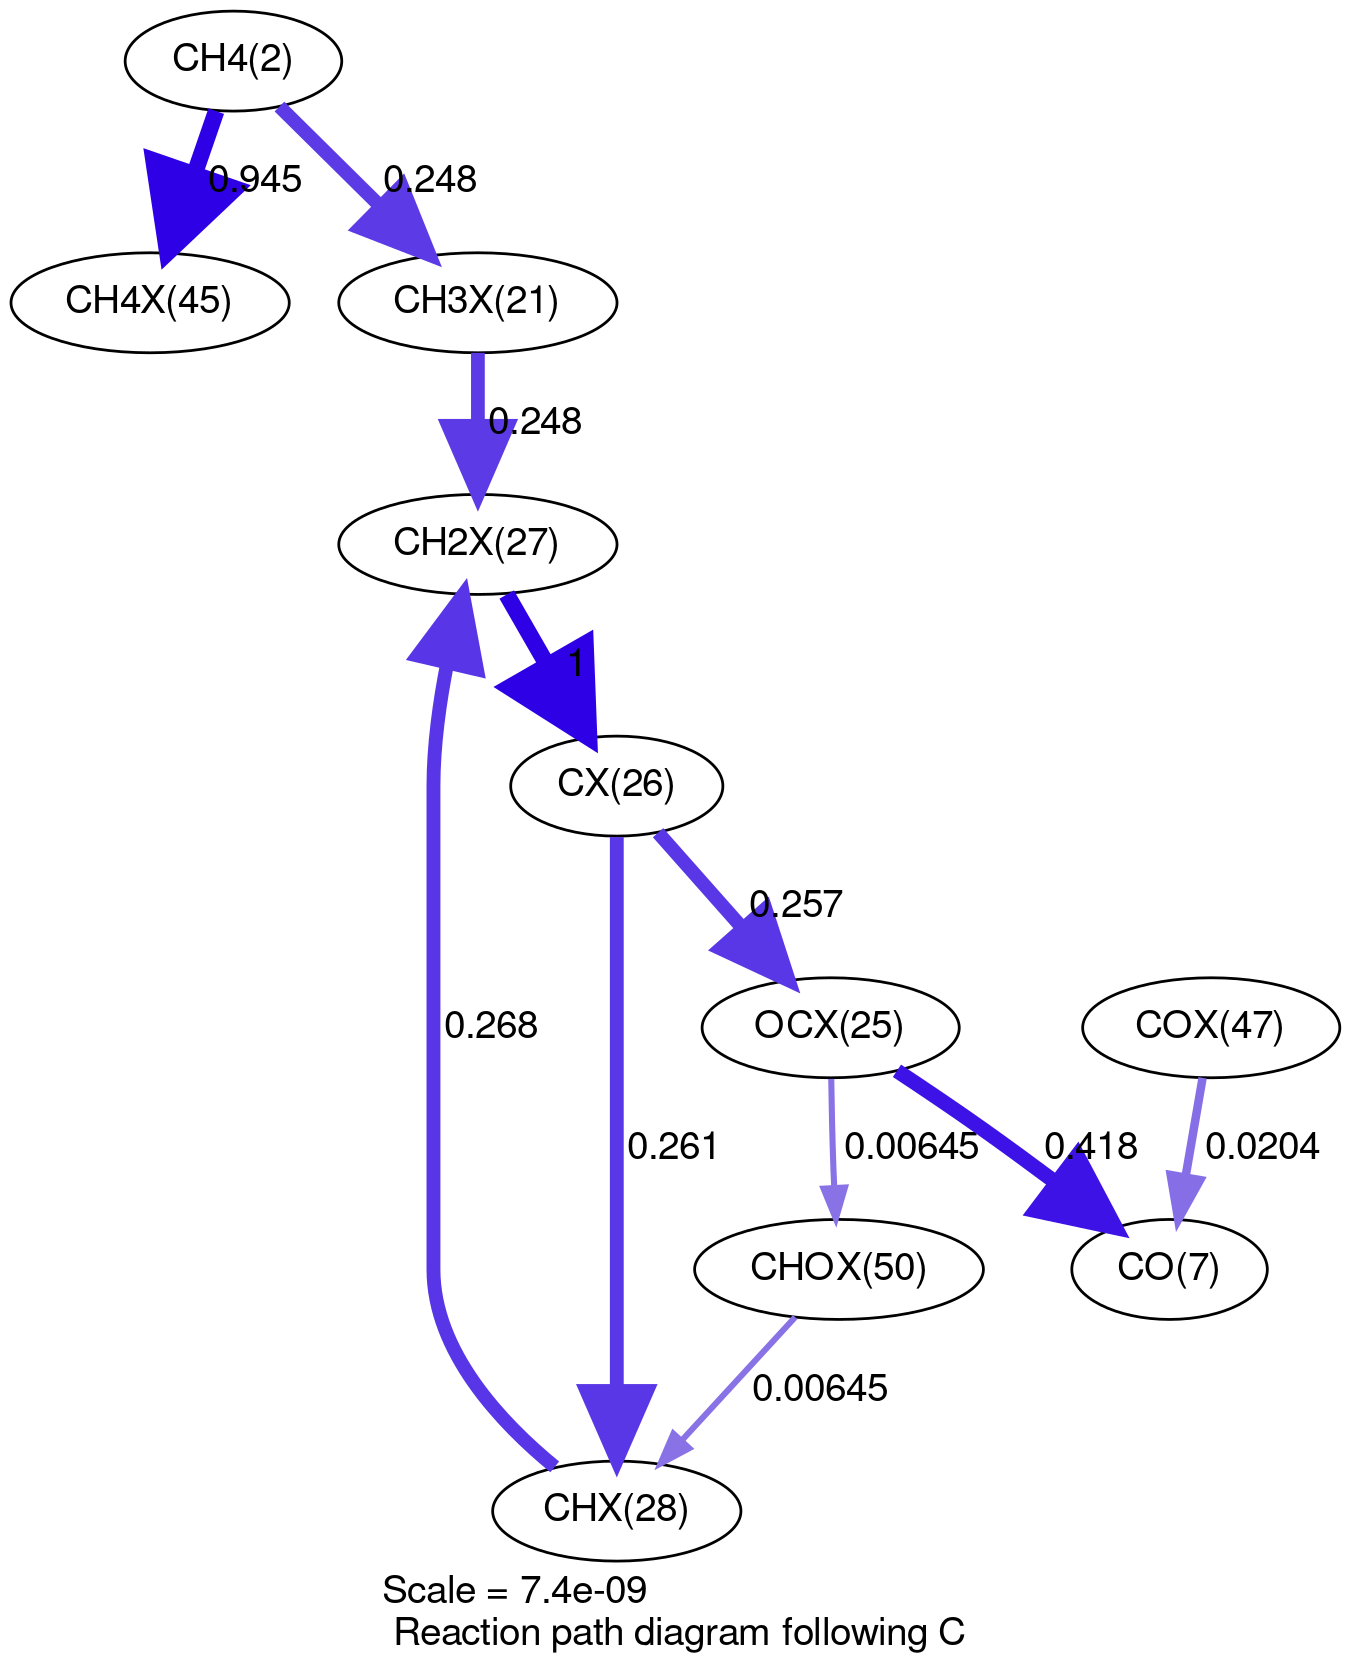 CH4(2)
0.945
0.248
CH4X(45)
CH3X(21)
0.248
CH2X(27)
1
CX(26)
0.257
OCX(25)
COX(47)
0.268
0.261
0.00645
0.418
0.0204
CHOX(50)
CO(7)
0.00645
CHX(28)
Scale = 7.4e-09
Reaction path diagram following C